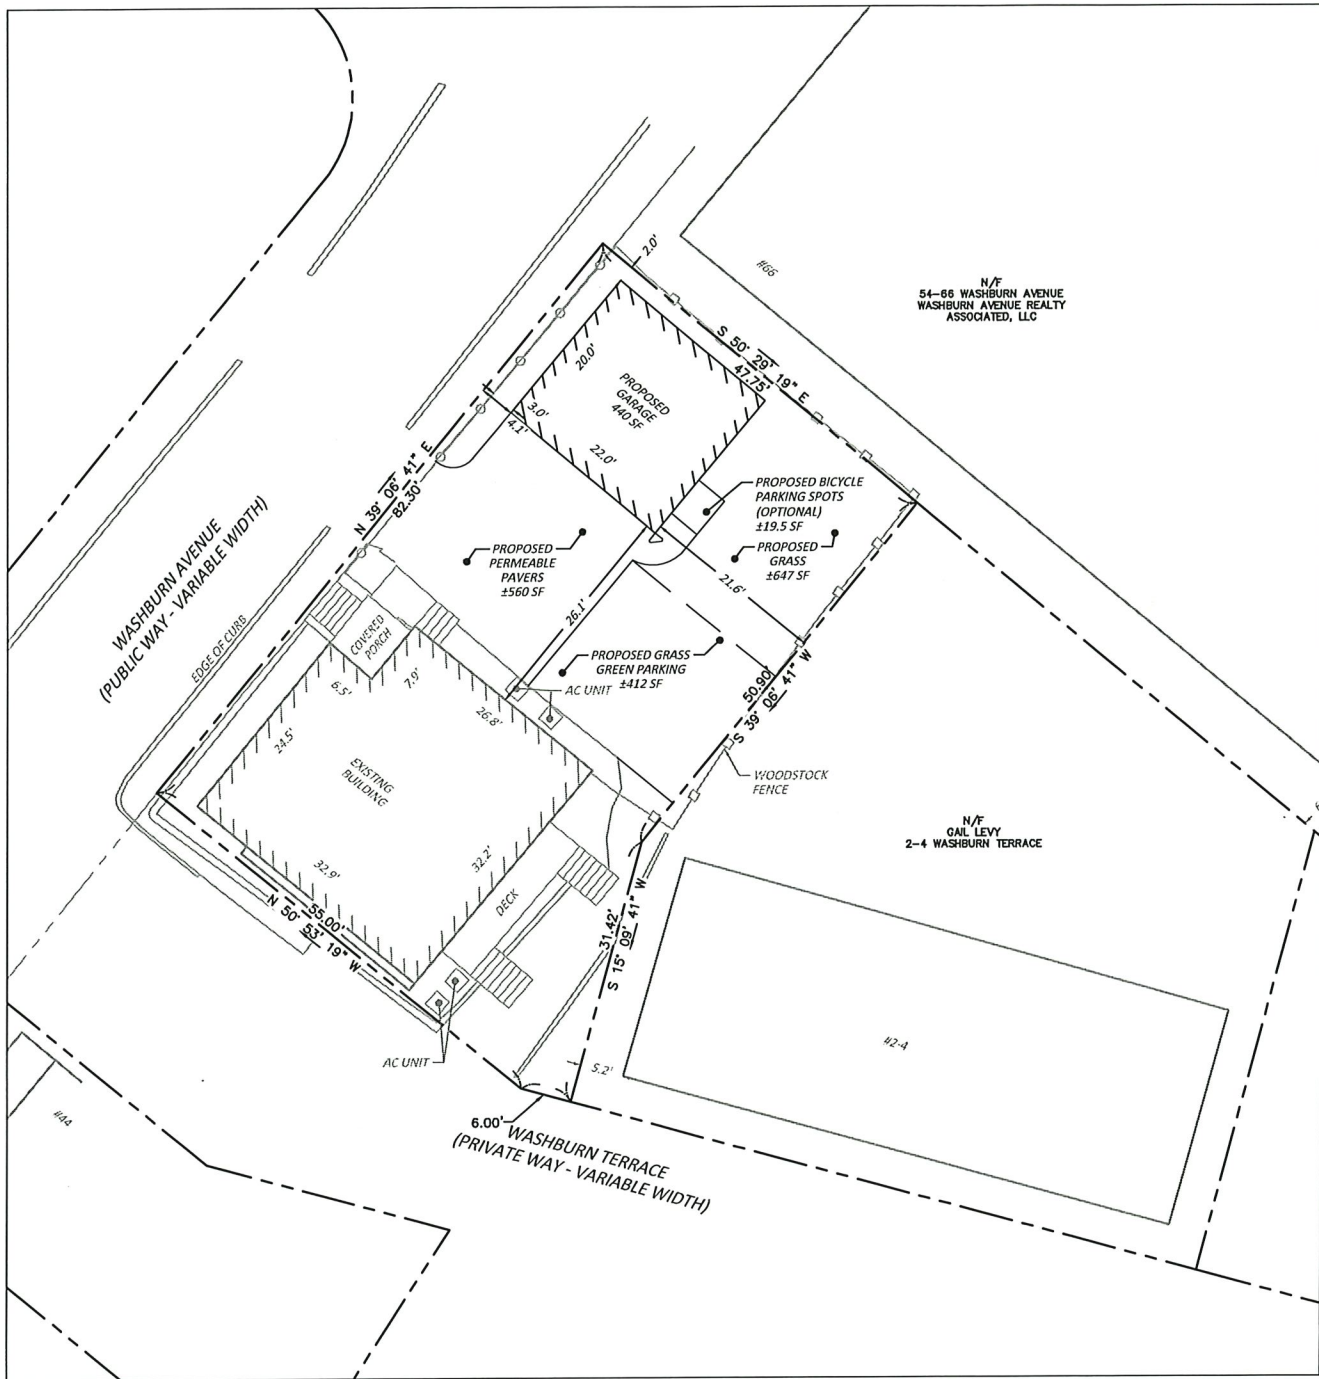 2.0'
#66
N/F
54-66 WASHBURN AVENUE
WASHBURN AVENUE REALTY
ASSOCIATED, LLC
S 50° 29' 19" E
47.75'
20.0'
PROPOSED
GARAGE
440 SF
3.0'
4.1'
22.0'
N 39° 06' 41" E
82.30'
PROPOSED BICYCLE
PARKING SPOTS
(OPTIONAL)
±19.5 SF
PROPOSED
GRASS
±647 SF
PROPOSED
PERMEABLE
PAVERS
±560 SF
21.6'
26.1'
WASHBURN AVENUE
(PUBLIC WAY - VARIABLE WIDTH)
EDGE OF CURB
COVERED
PORCH
PROPOSED GRASS
GREEN PARKING
±412 SF
50.90'
S 39° 06' 41" W
6.5'
7.9'
AC UNIT
26.8'
24.5'
EXISTING
BUILDING
WOODSTOCK
FENCE
N/F
GAIL LEVY
2-4 WASHBURN TERRACE
32.9'
32.2'
DECK
55.00'
N 50° 53' 19" W
31.42'
S 15° 09' 41" W
AC UNIT
5.2'
#2-4
#44
6.00'
WASHBURN TERRACE
(PRIVATE WAY - VARIABLE WIDTH)